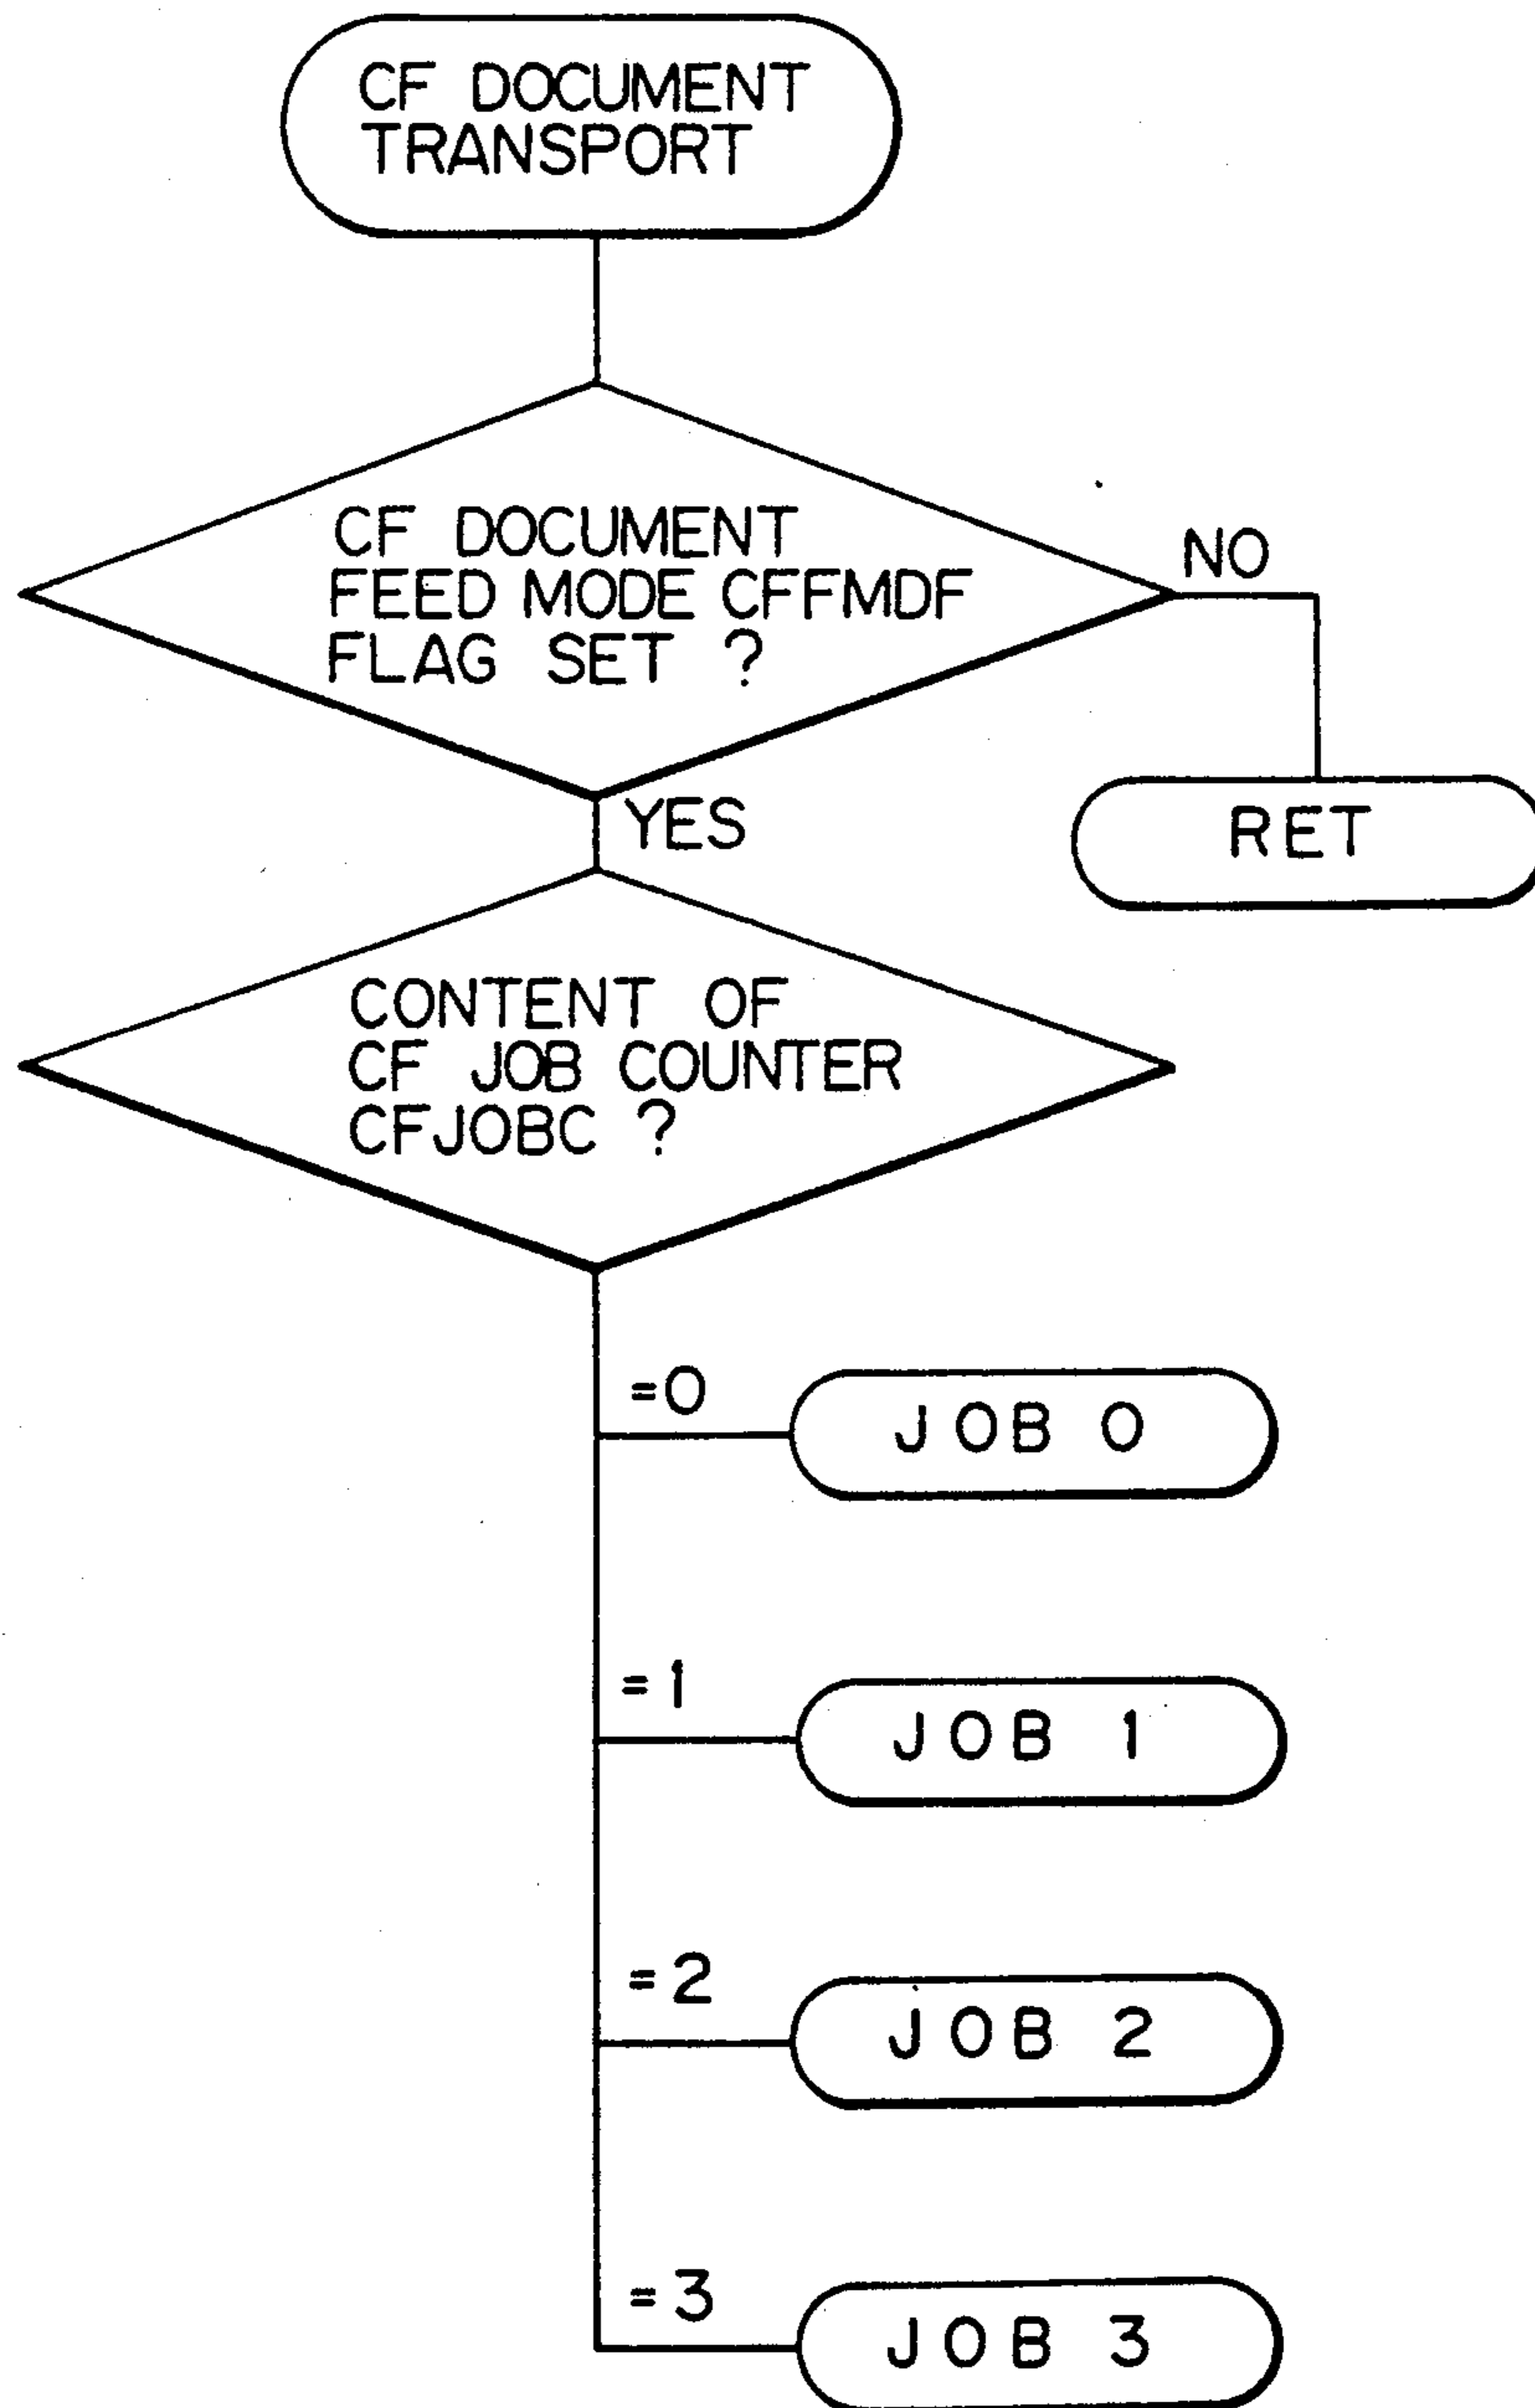 CF DOCUMENT
TRANSPORT
CF DOCUMENT
FEED MODE CFFMDF
FLAG SET ?
NO
RET
YES
CONTENT OF
CF JOB COUNTER
CFJOBC ?
=0
JOB 0
=1
JOB 1
=2
JOB 2
=3
JOB 3